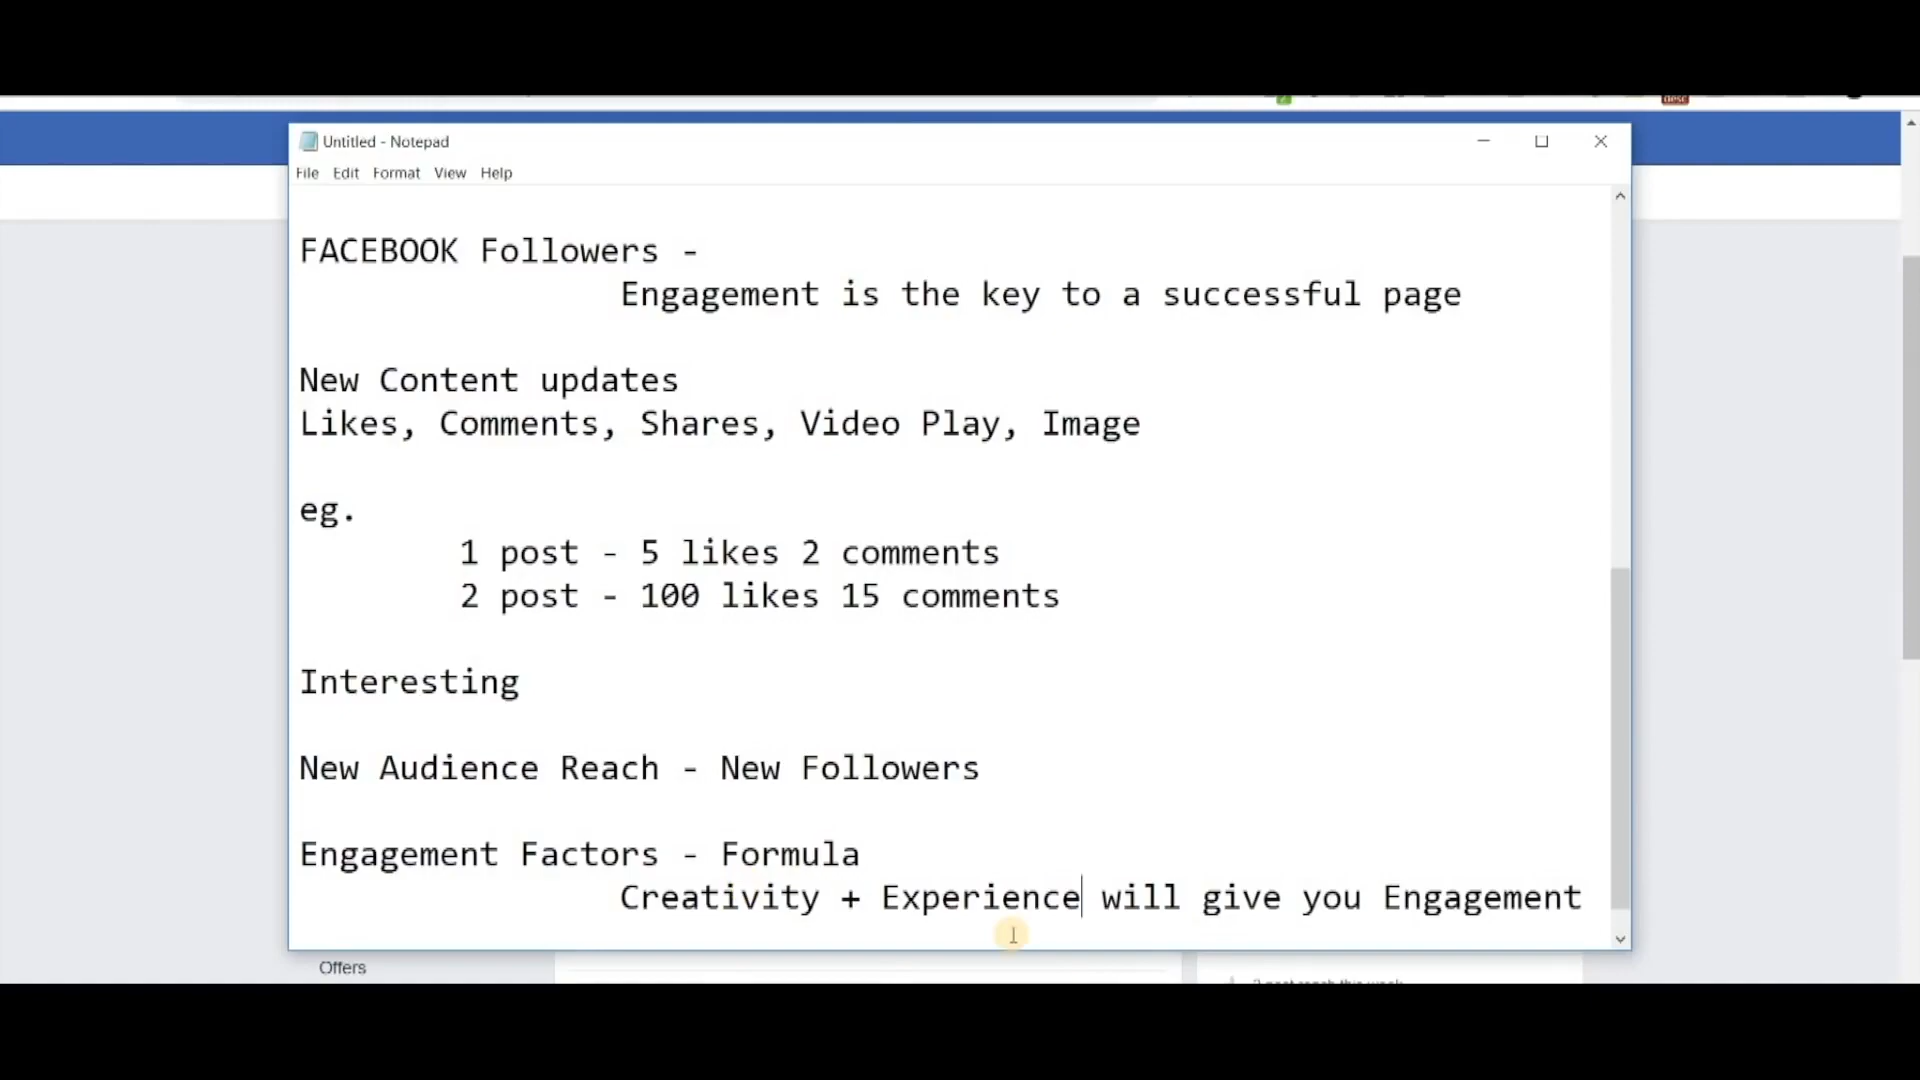 desc
Untitled - Notepad
File Edit Format View Help
FACEBOOK Followers -
Engagement is the key to a successful page
New Content updates
Likes, Comments, Shares, Video Play, Image
eg.
1 post - 5 likes 2 comments
2 post - 100 likes 15 comments
Interesting
New Audience Reach - New Followers
Engagement Factors - Formula
Creativity + Experience will give you Engagement
Offers